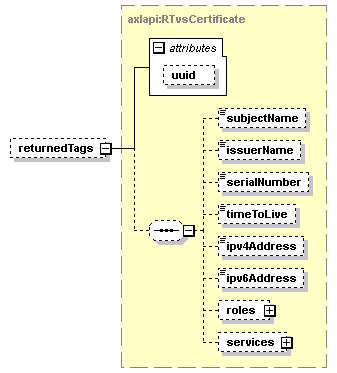 axlapi:RTvsCertificate
attributes
uuid
returnedTags
subjectName
issuerName
serialNumber
timeToLive
ipv4Address
ipv6Address
roles
services